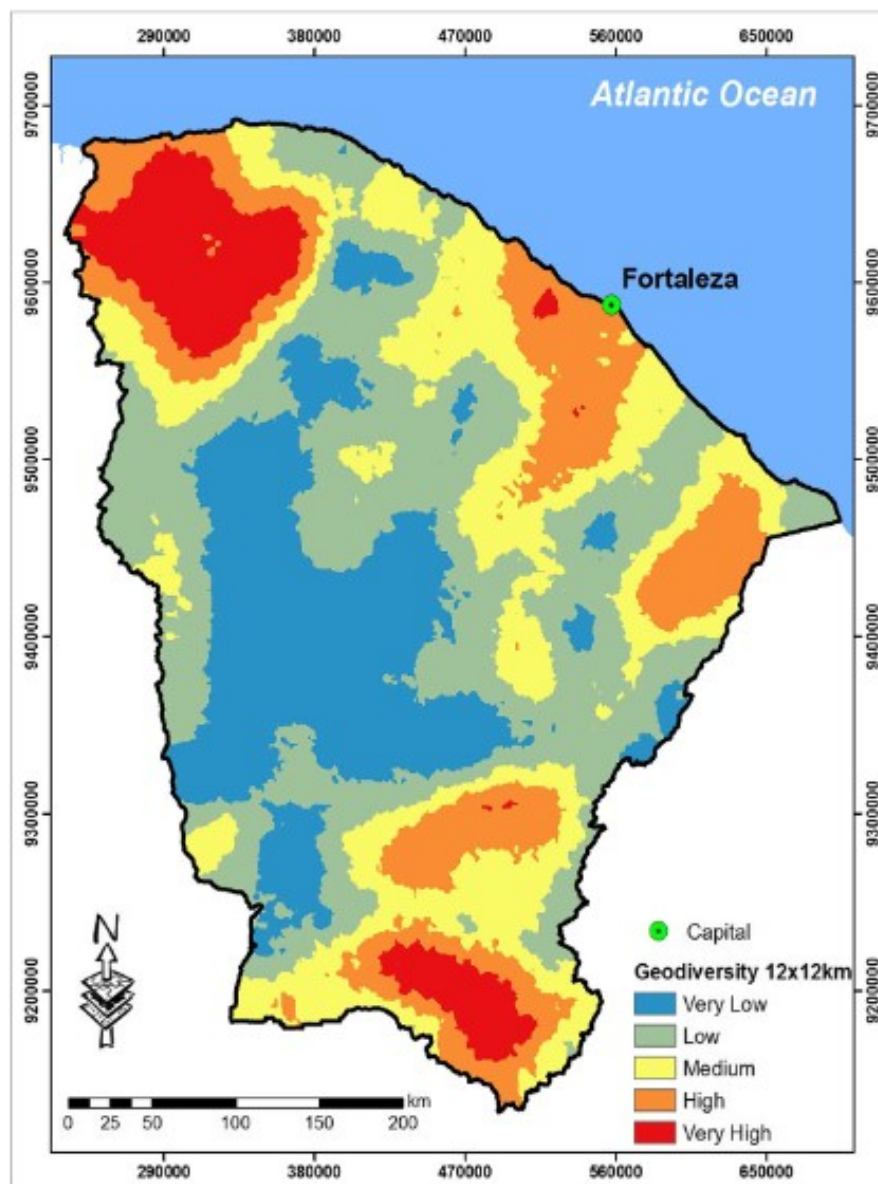 290000 380000 470000 560000 650000
9700000 9700000
Atlantic Ocean
Fortaleza
9600000 9600000
9500000 9500000
9400000 9400000
9300000 9300000
N
Capital
Geodiversity 12x12km
9200000 9200000
Very Low
Low
Medium
High
Very High
km
0 25 50 100 150 200
290000 380000 470000 560000 650000